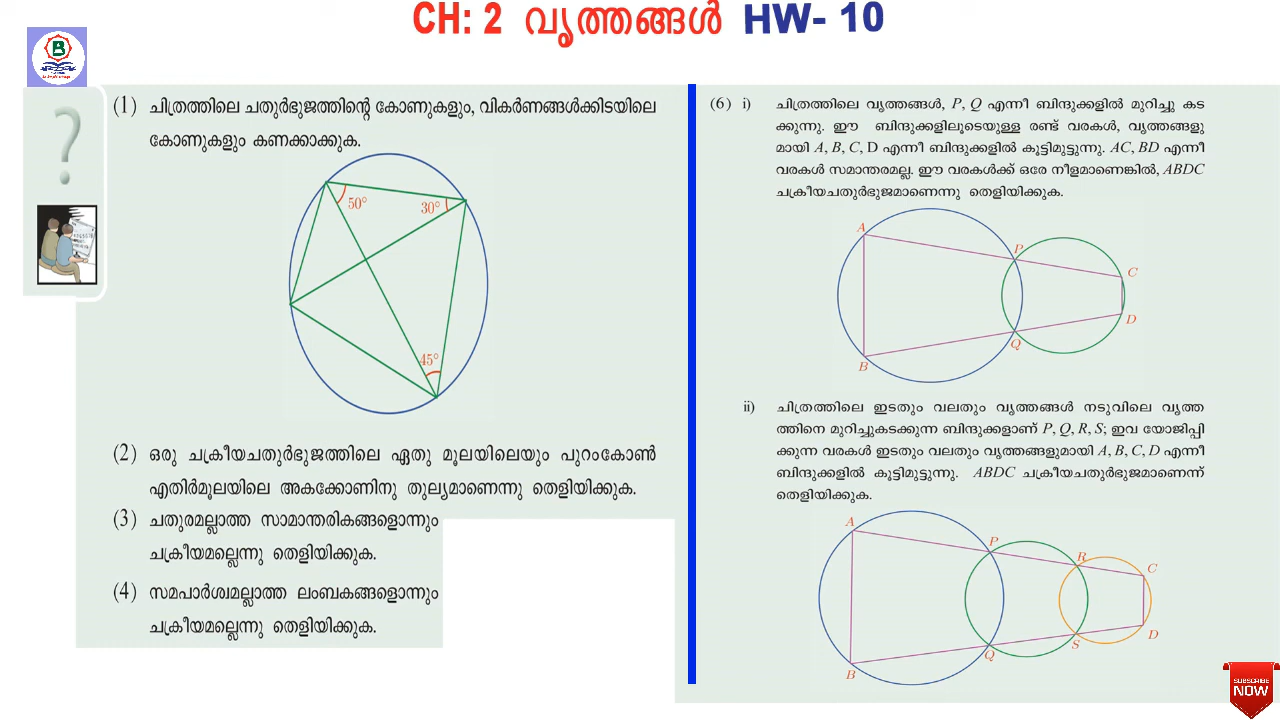 CH: 2 വൃത്തങ്ങൾ HW- 10
B
?
(1) ചിത്രത്തിലെ ചതുർഭുജത്തിന്റെ കോണുകളും, വികർണങ്ങൾക്കിടയിലെ
കോണുകളും കണക്കാക്കുക.
50°
30°
45°
(2) ഒരു ചക്രീയചതുർഭുജത്തിലെ ഏതു മൂലയിലെയും പുറംകോൺ
എതിർമൂലയിലെ അകക്കോണിനു തുല്യമാണെന്നു തെളിയിക്കുക.
(3) ചതുരമല്ലാത്ത സാമാന്തരികങ്ങളൊന്നും
ചക്രീയമല്ലെന്നു തെളിയിക്കുക.
(4) സമപാർശ്വമല്ലാത്ത ലംബകങ്ങളൊന്നും
ചക്രീയമല്ലെന്നു തെളിയിക്കുക.
(6) i) ചിത്രത്തിലെ വൃത്തങ്ങൾ, P, Q എന്നീ ബിന്ദുക്കളിൽ മുറിച്ചു കട
ക്കുന്നു. ഈ ബിന്ദുക്കളിലൂടെയുള്ള രണ്ട് വരകൾ, വൃത്തങ്ങളു
മായി A, B, C, D എന്നീ ബിന്ദുക്കളിൽ കൂട്ടിമുട്ടുന്നു. AC, BD എന്നീ
വരകൾ സമാന്തരമല്ല. ഈ വരകൾക്ക് ഒരേ നീളമാണെങ്കിൽ, ABDC
ചക്രീയചതുർഭുജമാണെന്നു തെളിയിക്കുക.
A
P
C
D
Q
B
ii) ചിത്രത്തിലെ ഇടതും വലതും വൃത്തങ്ങൾ നടുവിലെ വൃത്ത
ത്തിനെ മുറിച്ചുകടക്കുന്ന ബിന്ദുക്കളാണ് P, Q, R, S; ഇവ യോജിപ്പി
ക്കുന്ന വരകൾ ഇടതും വലതും വൃത്തങ്ങളുമായി A, B, C, D എന്നീ
ബിന്ദുക്കളിൽ കൂട്ടിമുട്ടുന്നു. ABDC ചക്രീയചതുർഭുജമാണെന്ന്
തെളിയിക്കുക.
A
P
R
C
D
S
Q
B
SUBSCRIBE
NOW